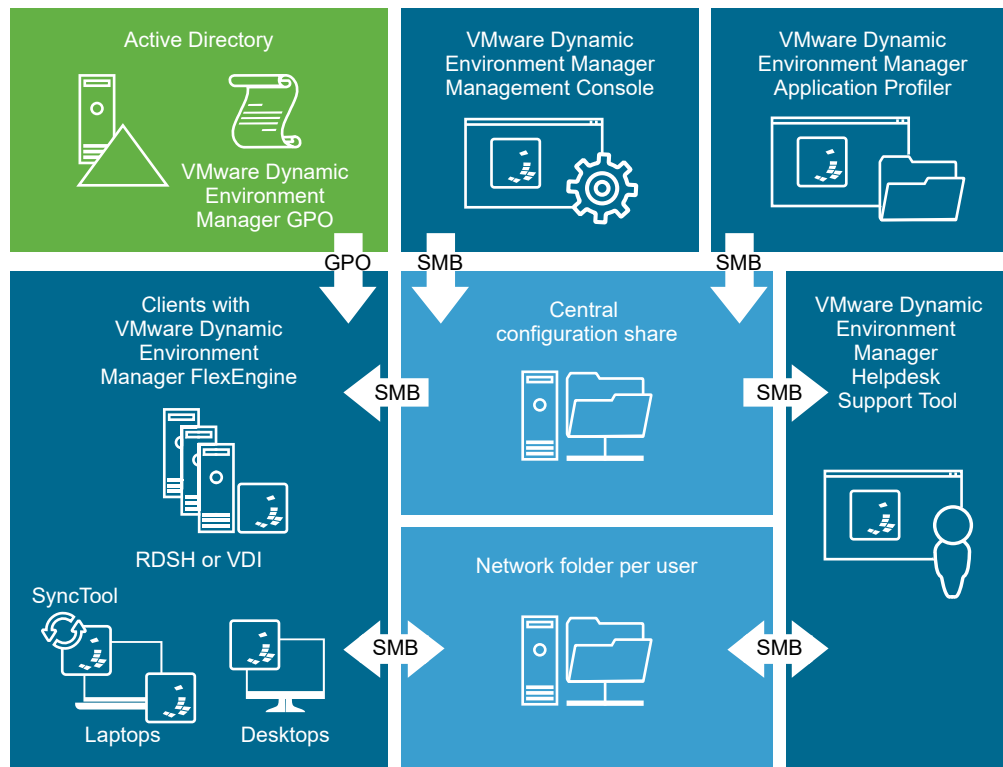 Active Directory
VMware Dynamic
Environment
Manager GPO
VMware Dynamic
Environment Manager
Management Console
VMware Dynamic
Environment Manager
Application Profiler
GPO
SMB
SMB
Clients with
VMware Dynamic
Environment
Manager FlexEngine
RDSH or VDI
SyncTool
Laptops
Desktops
SMB
Central
configuration share
SMB
VMware Dynamic
Environment
Manager
Helpdesk
Support Tool
SMB
Network folder per user
SMB